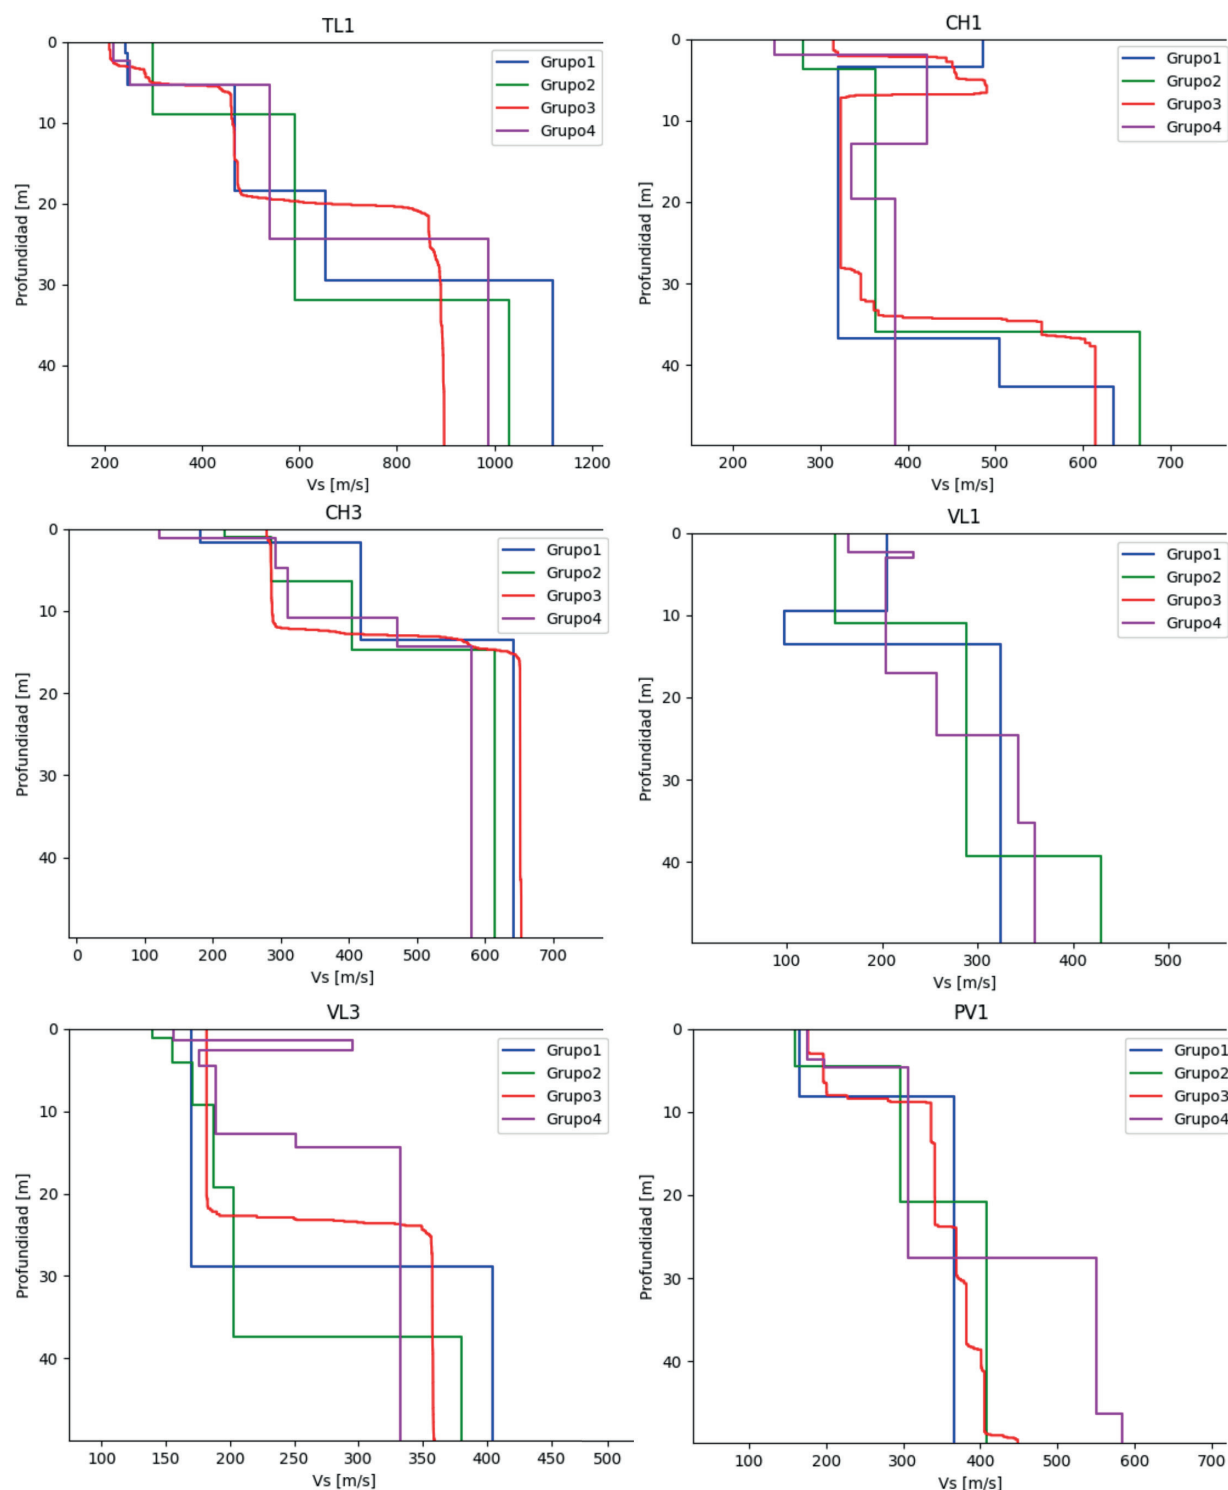 TL1
0
10
20
30
40
Profundidad [m]
200 400 600 800 1000 1200
Vs [m/s]
Grupo1
Grupo2
Grupo3
Grupo4
CH1
0
10
20
30
40
Profundidad [m]
200 300 400 500 600 700
Vs [m/s]
Grupo1
Grupo2
Grupo3
Grupo4
CH3
0
10
20
30
40
Profundidad [m]
0 100 200 300 400 500 600 700
Vs [m/s]
Grupo1
Grupo2
Grupo3
Grupo4
VL1
0
10
20
30
40
Profundidad [m]
100 200 300 400 500
Vs [m/s]
Grupo1
Grupo2
Grupo3
Grupo4
VL3
0
10
20
30
40
Profundidad [m]
100 150 200 250 300 350 400 450 500
Vs [m/s]
Grupo1
Grupo2
Grupo3
Grupo4
PV1
0
10
20
30
40
Profundidad [m]
100 200 300 400 500 600 700
Vs [m/s]
Grupo1
Grupo2
Grupo3
Grupo4